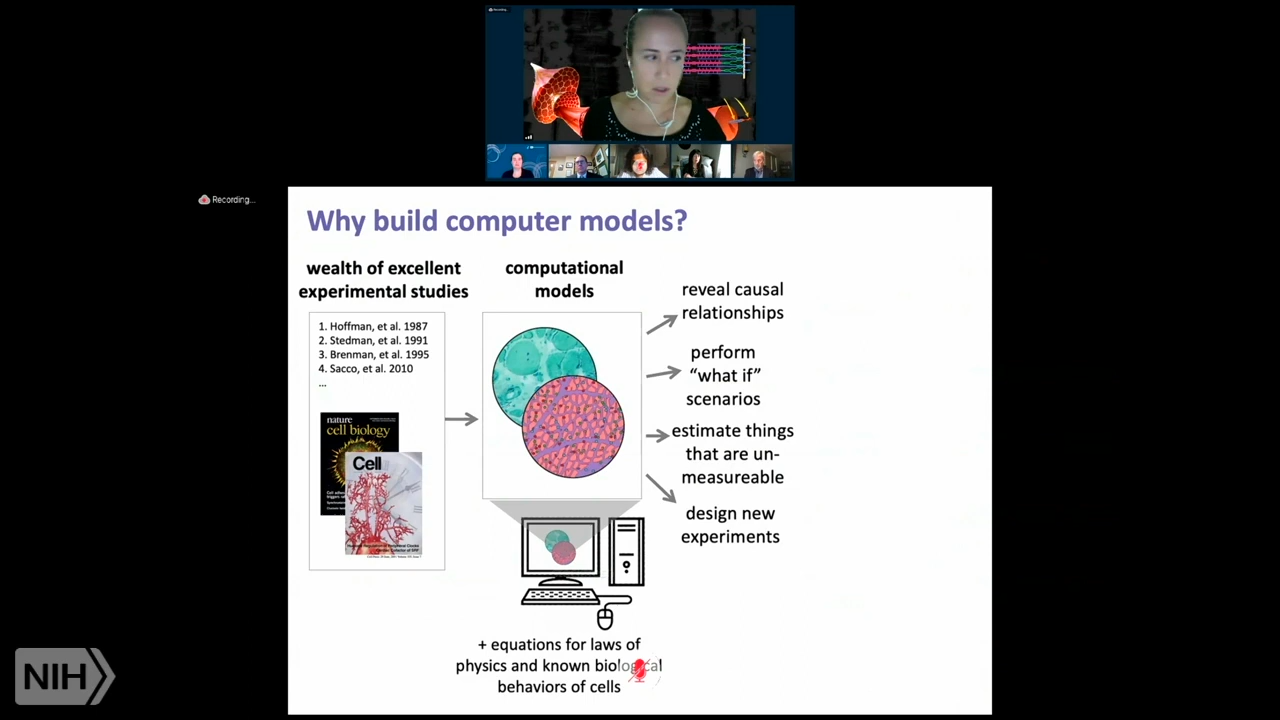 Recording...
Recording...
Why build computer models?
wealth of excellent
experimental studies
1. Hoffman, et al. 1987
2. Stedman, et al. 1991
3. Brenman, et al. 1995
4. Sacco, et al. 2010
...
nature
cell biology
Cell
computational
models
reveal causal
relationships
perform
“what if”
scenarios
estimate things
that are un-
measureable
design new
experiments
+ equations for laws of
physics and known biological
behaviors of cells
NIH